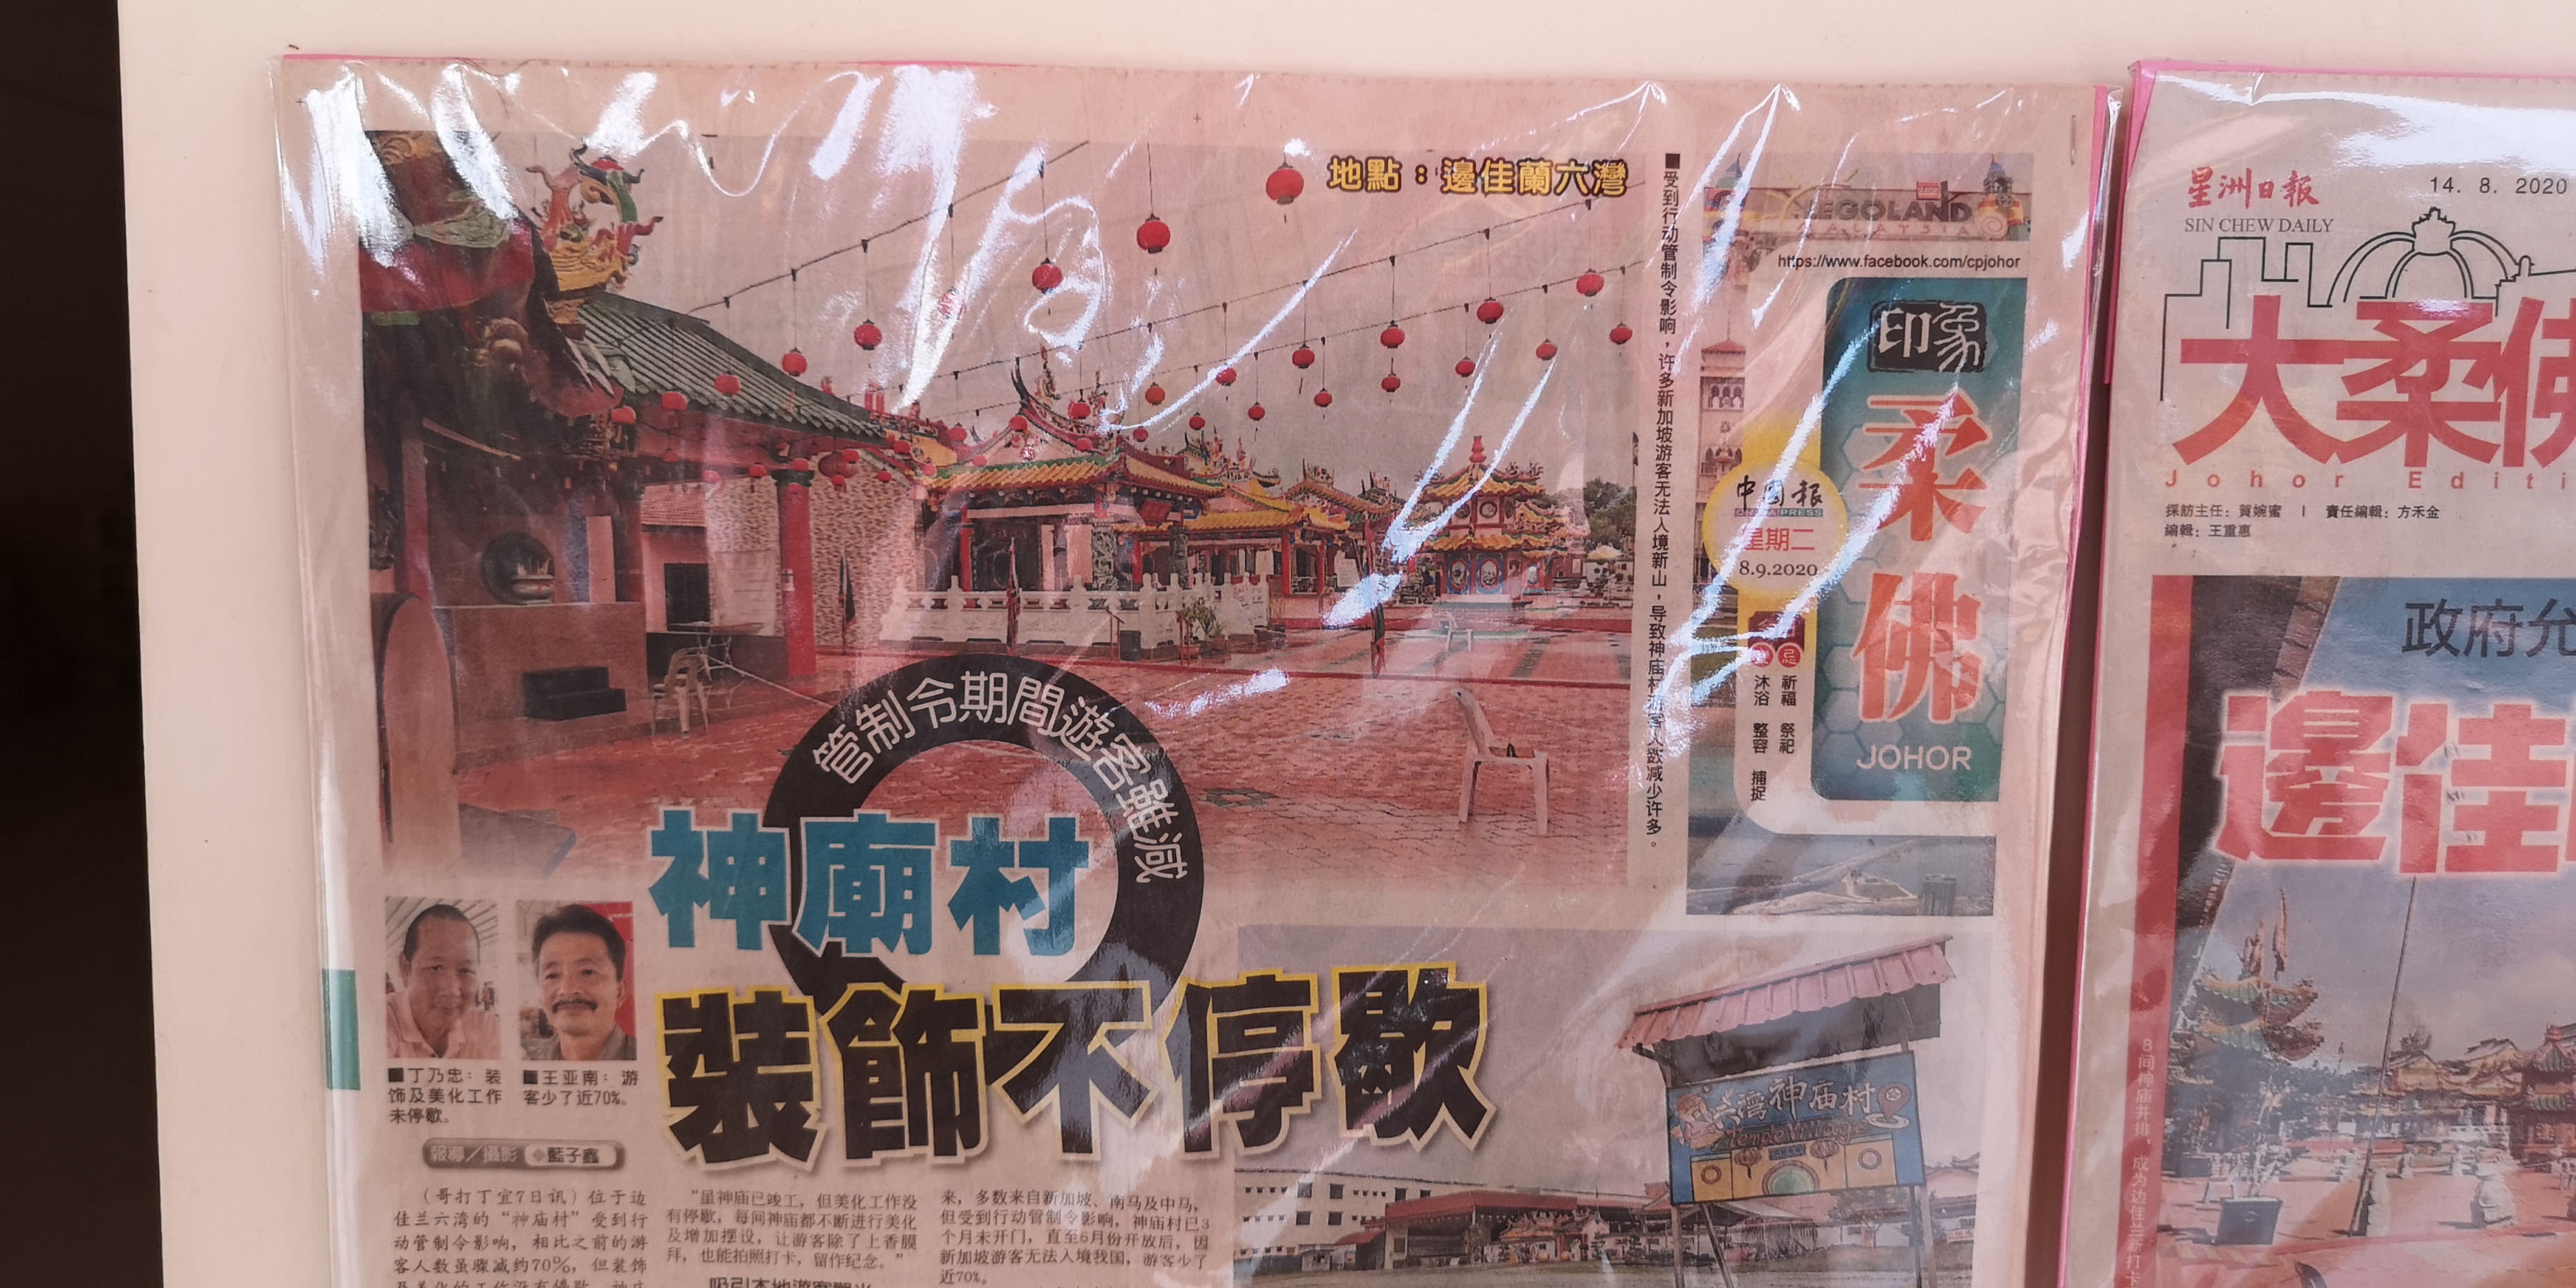 地點：邊佳蘭六灣
■受到行动管制令影响，许多新加坡游客无法入境新山，导致神庙村游客人数减少许多。
LEGOLAND
MALAYSIA
https://www.facebook.com/cpjohor
印象
柔佛
JOHOR
中國報
CHINA PRESS
星期二
8.9.2020
忌
祈福 祭祀
沐浴 整容 捕捉
管制令期間遊客雖減
神廟村
裝飾不停歇
■丁乃忠：装
饰及美化工作
未停歇。
■王亚南：游
客少了近70%。
報導／攝影 ◆藍子鑫
（哥打丁宜7日讯）位于边
佳兰六湾的“神庙村”受到行
动管制令影响，相比之前的游
客人数虽骤减约70%，但装饰
及美化的工作没有停歇
“虽神庙已竣工，但美化工作没
有停歇，每间神庙都不断进行美化
及增加摆设，让游客除了上香膜
拜，也能拍照打卡，留作纪念。”
吸引本地游客觀光
来，多数来自新加坡、南马及中马，
但受到行动管制令影响，神庙村已3
个月未开门，直至6月份开放后，因
新加坡游客无法入境我国，游客少了
近70%。
六湾神庙村
Temple Village
星洲日報
SIN CHEW DAILY
14. 8. 2020
大柔佛
Johor Editi
採訪主任：賀婉蜜 | 責任編輯：方禾金
編輯：王重惠
政府允
邊佳
8间神庙并排，成为边佳兰新打卡